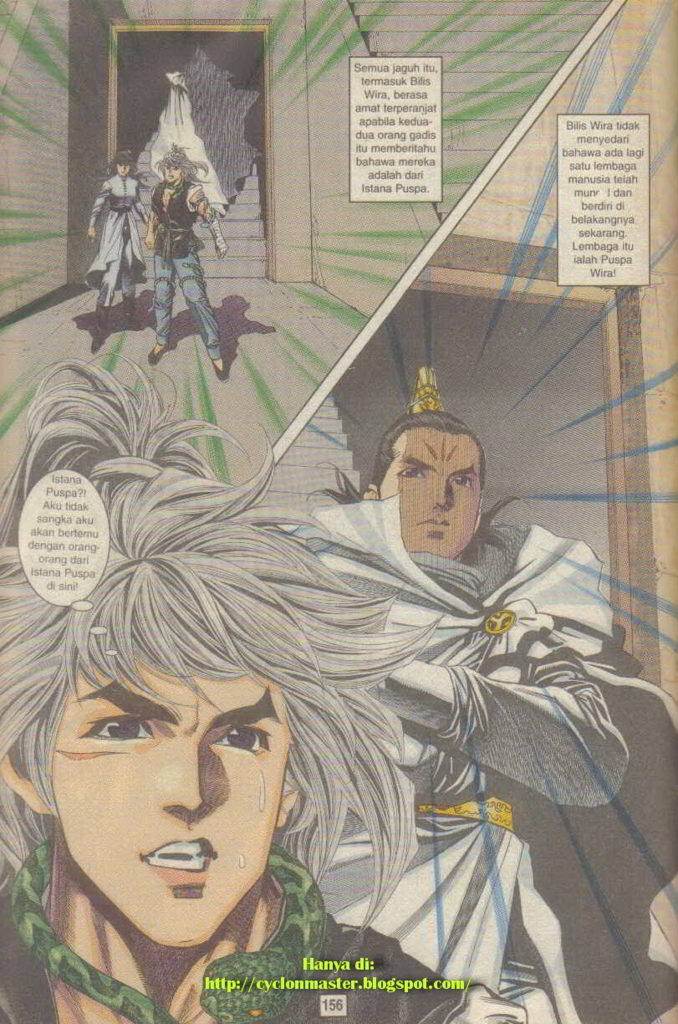 Semua jaguh itu,
termasuk Bilis
Wira, berasa
amat terperanjat
apabila kedua-
dua orang gadis
itu memberitahu
bahawa mereka
adalah dari
Istana Puspa.
Bilis Wira tidak
menyedari
bahawa ada lagi
satu lembaga
manusia telah
dan
berdiri di
belakangnya
sekarang.
Lembaga itu
ialah Puspa
Wira!
Istana
Puspa?!
Aku tidak
sangka aku
akan bertemu
dengan orang-
orang dari
Istana Puspa
di sini!
Hanya di:
http://cyclonmaster.blogspot.com/
156